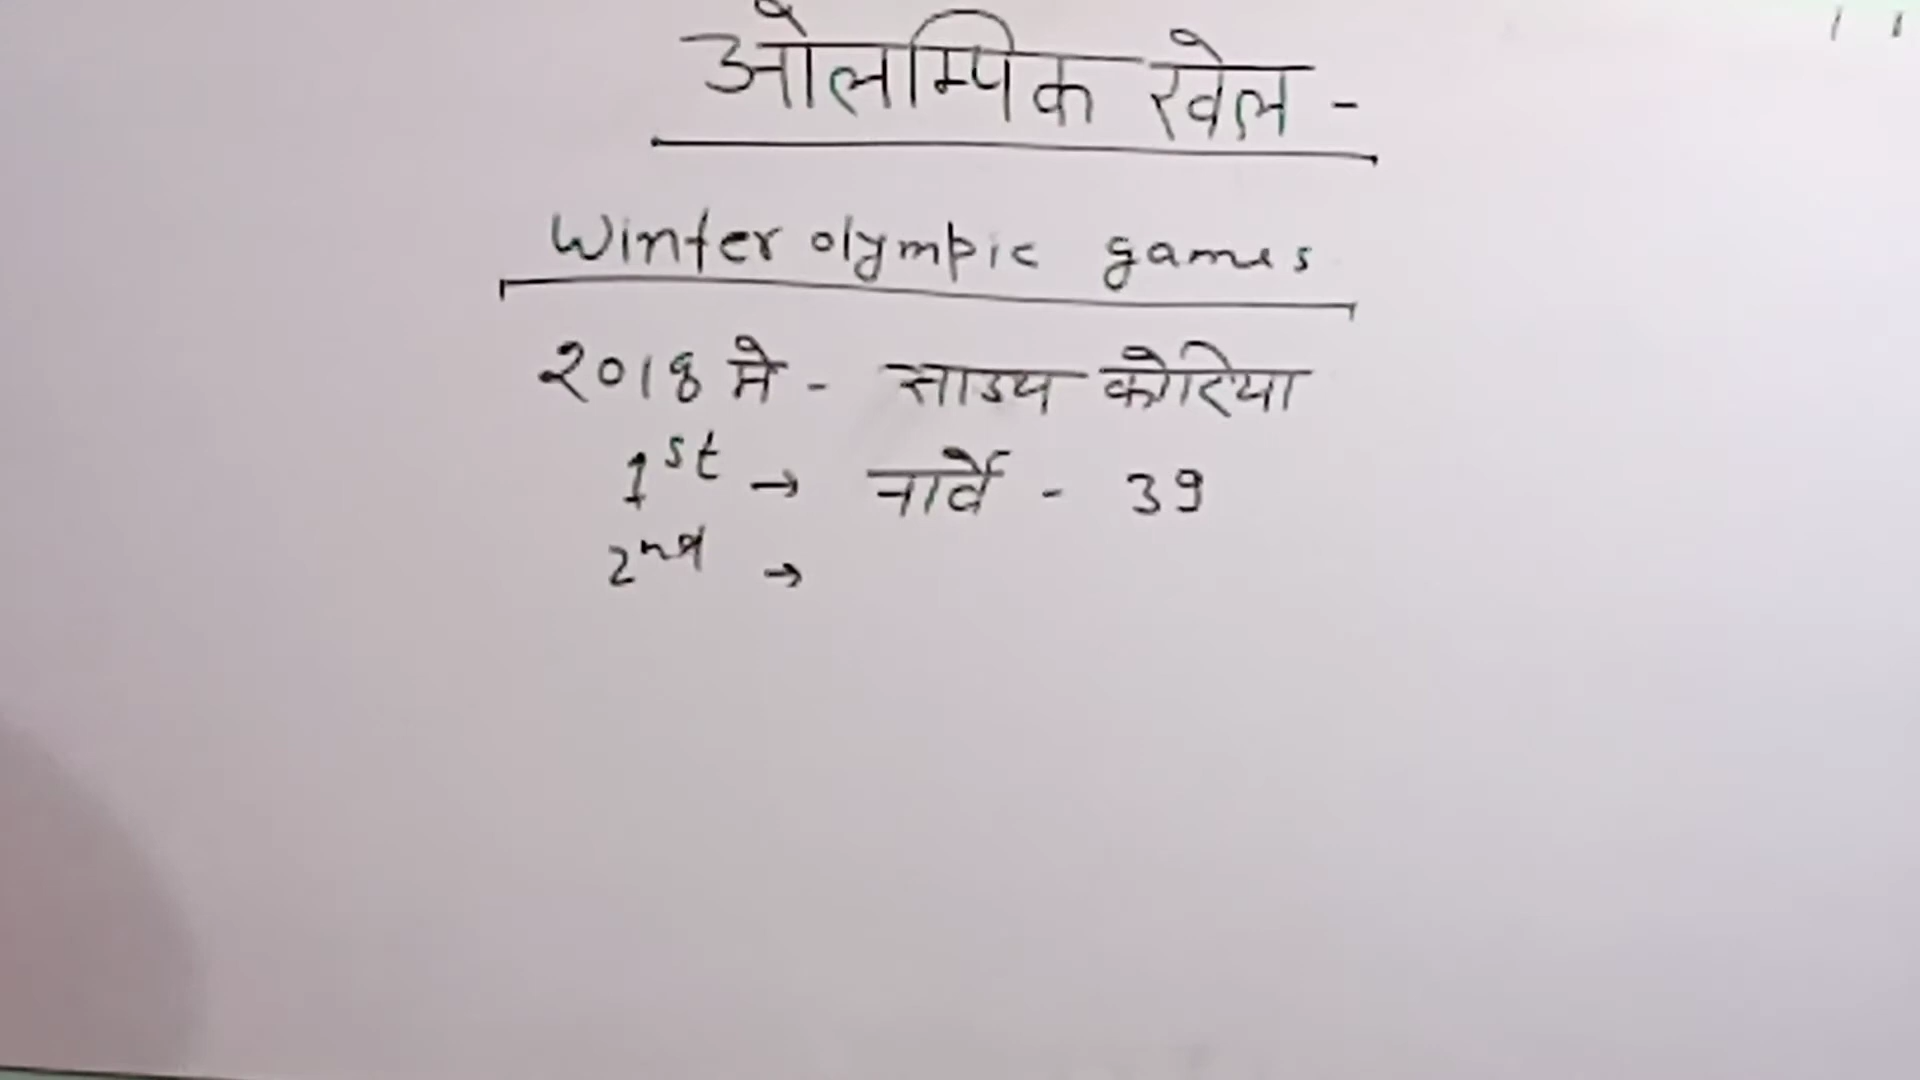 ओलम्पिक खेल -
Winter olympic games
2018 मे - साउथ कोरिया
1st → नार्वे - 39
2nd →